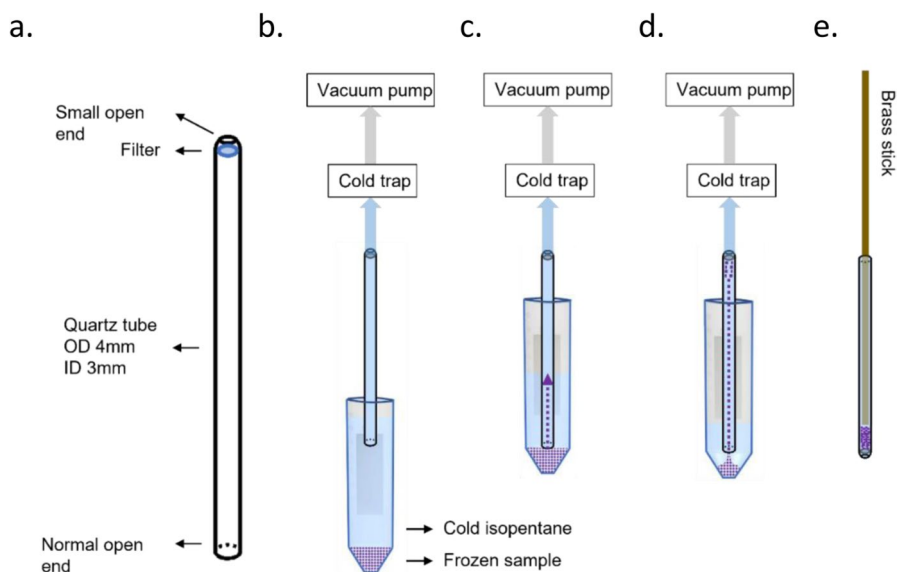 a.
b.
c.
d.
e.
Small open
end
Filter
Quartz tube
OD 4mm
ID 3mm
Normal open
end
Vacuum pump
Cold trap
Cold isopentane
Frozen sample
Vacuum pump
Cold trap
Vacuum pump
Cold trap
Brass stick